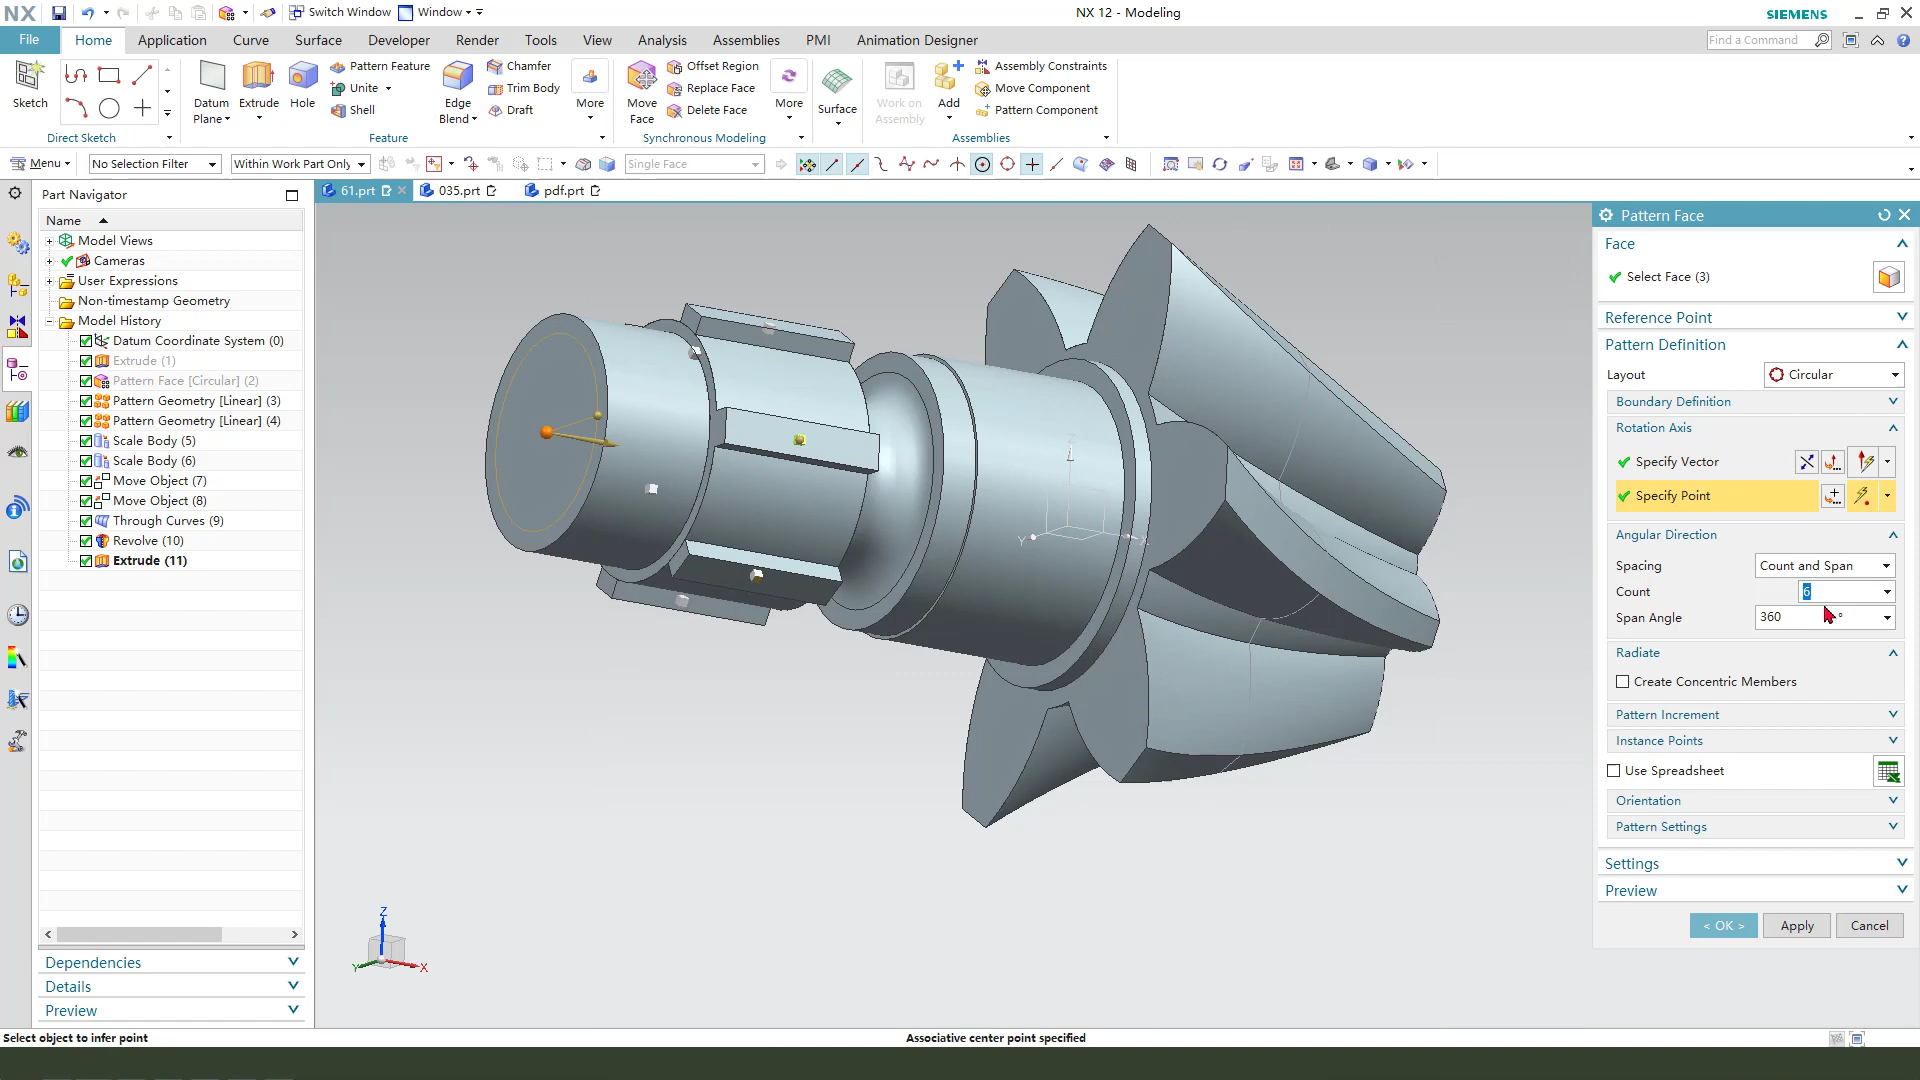 NX
Switch Window
Window
NX 12 - Modeling
SIEMENS
File
Home
Application
Curve
Surface
Developer
Render
Tools
View
Analysis
Assemblies
PMI
Animation Designer
Find a Command
Sketch
Datum Plane
Extrude
Hole
Pattern Feature
Unite
Shell
Edge Blend
Chamfer
Trim Body
Draft
More
Move Face
Offset Region
Replace Face
Delete Face
More
Surface
Work on Assembly
Add
Assembly Constraints
Move Component
Pattern Component
Direct Sketch
Feature
Synchronous Modeling
Assemblies
Menu
No Selection Filter
Within Work Part Only
Single Face
Part Navigator
61.prt
035.prt
pdf.prt
Name
Model Views
Cameras
User Expressions
Non-timestamp Geometry
Model History
Datum Coordinate System (0)
Extrude (1)
Pattern Face [Circular] (2)
Pattern Geometry [Linear] (3)
Pattern Geometry [Linear] (4)
Scale Body (5)
Scale Body (6)
Move Object (7)
Move Object (8)
Through Curves (9)
Revolve (10)
Extrude (11)
Dependencies
Details
Preview
Z
Y
X
Z
Y
X
Pattern Face
Face
Select Face (3)
Reference Point
Pattern Definition
Layout
Circular
Boundary Definition
Rotation Axis
Specify Vector
Specify Point
Angular Direction
Spacing
Count and Span
Count
6
Span Angle
360
°
Radiate
Create Concentric Members
Pattern Increment
Instance Points
Use Spreadsheet
Orientation
Pattern Settings
Settings
Preview
< OK >
Apply
Cancel
Select object to infer point
Associative center point specified